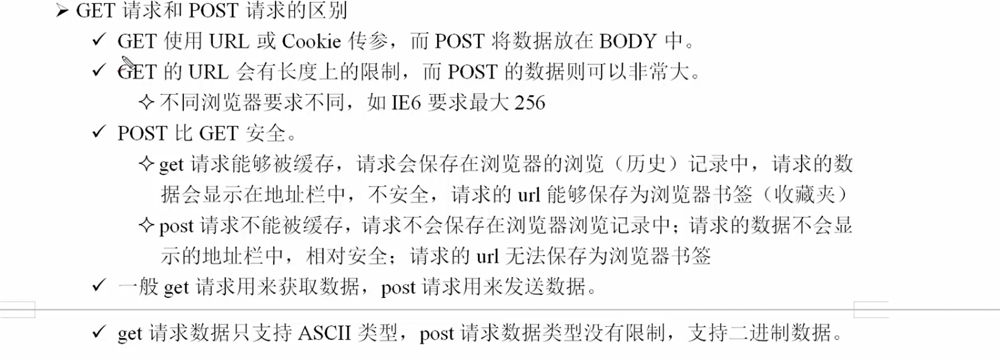 ➢ GET 请求和 POST 请求的区别
✓ GET 使用 URL 或 Cookie 传参，而 POST 将数据放在 BODY 中。
✓ GET 的 URL 会有长度上的限制，而 POST 的数据则可以非常大。
✧ 不同浏览器要求不同，如 IE6 要求最大 256
✓ POST 比 GET 安全。
✧ get 请求能够被缓存，请求会保存在浏览器的浏览（历史）记录中，请求的数
据会显示在地址栏中，不安全，请求的 url 能够保存为浏览器书签（收藏夹）
✧ post 请求不能被缓存，请求不会保存在浏览器浏览记录中；请求的数据不会显
示的地址栏中，相对安全；请求的 url 无法保存为浏览器书签
✓ 一般 get 请求用来获取数据，post 请求用来发送数据。
✓ get 请求数据只支持 ASCII 类型，post 请求数据类型没有限制，支持二进制数据。